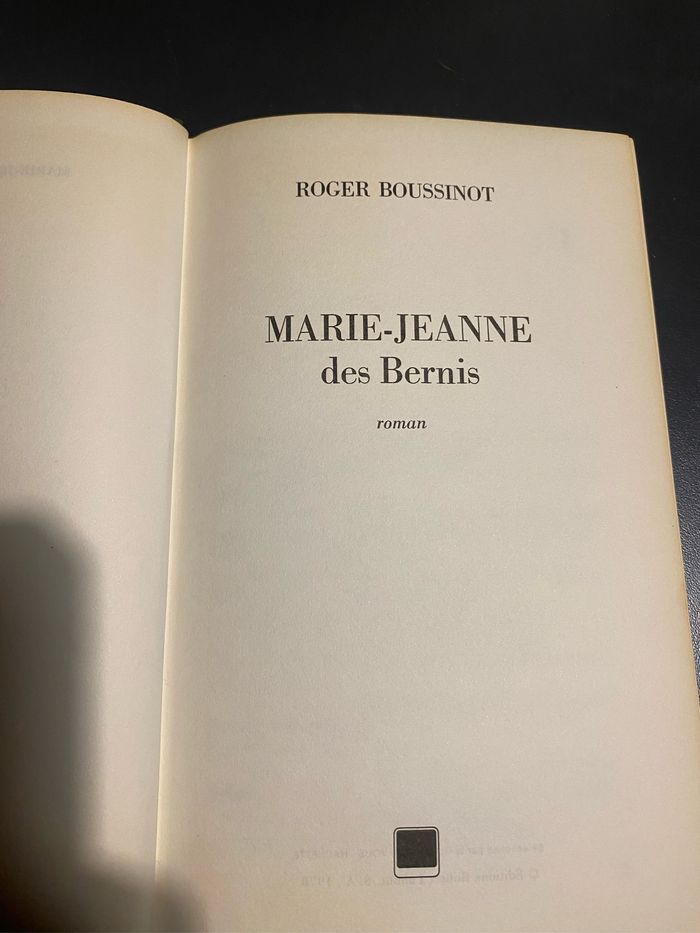 ROGER BOUSSINOT
MARIE-JEANNE
des Bernis
roman